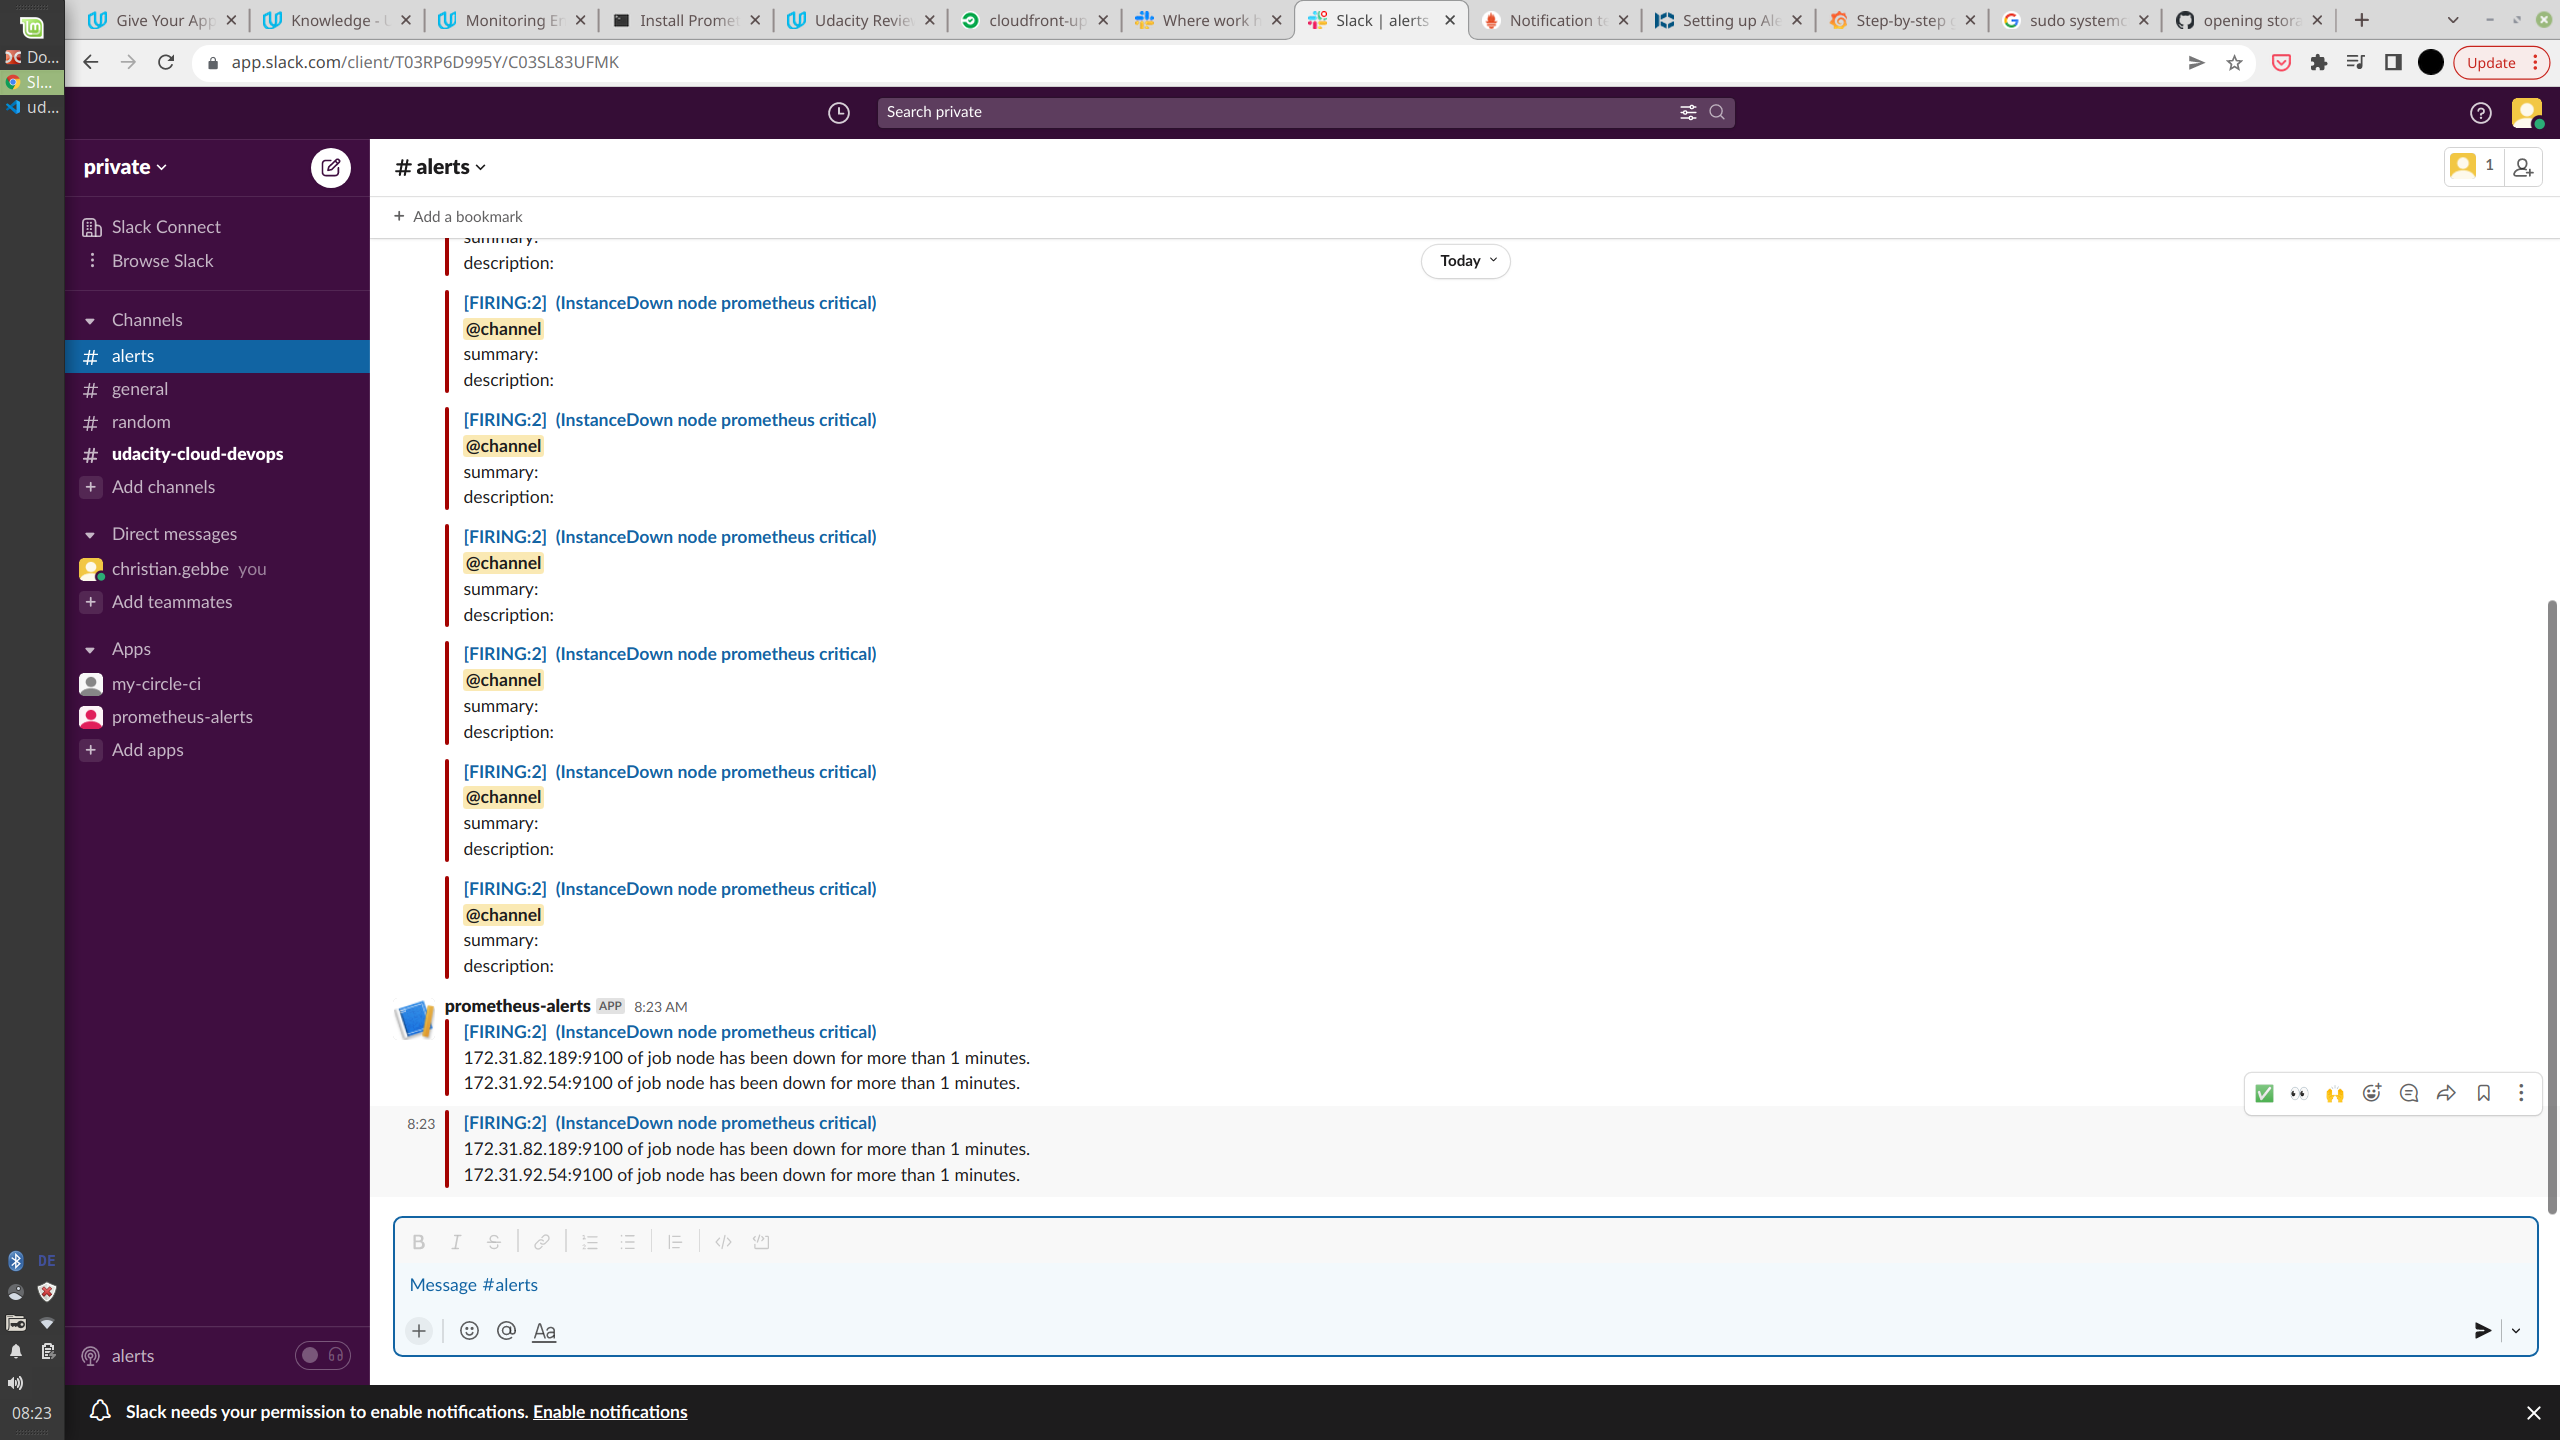 Give Your App
Knowledge - U
Monitoring En
Install Promet
Udacity Review
cloudfront-up
Where work h
Slack | alerts
Notification te
Setting up Ale
Step-by-step g
sudo systemc
opening stora
Do...
Sl...
ud...
app.slack.com/client/T03RP6D995Y/C03SL83UFMK
Update
Search private
private
# alerts
1
+ Add a bookmark
Slack Connect
Browse Slack
Channels
# alerts
# general
# random
# udacity-cloud-devops
+ Add channels
Direct messages
christian.gebbe you
+ Add teammates
Apps
my-circle-ci
prometheus-alerts
+ Add apps
alerts
Today
summary:
description:
[FIRING:2] (InstanceDown node prometheus critical)
@channel
summary:
description:
[FIRING:2] (InstanceDown node prometheus critical)
@channel
summary:
description:
[FIRING:2] (InstanceDown node prometheus critical)
@channel
summary:
description:
[FIRING:2] (InstanceDown node prometheus critical)
@channel
summary:
description:
[FIRING:2] (InstanceDown node prometheus critical)
@channel
summary:
description:
[FIRING:2] (InstanceDown node prometheus critical)
@channel
summary:
description:
prometheus-alerts APP 8:23 AM
[FIRING:2] (InstanceDown node prometheus critical)
172.31.82.189:9100 of job node has been down for more than 1 minutes.
172.31.92.54:9100 of job node has been down for more than 1 minutes.
8:23 [FIRING:2] (InstanceDown node prometheus critical)
172.31.82.189:9100 of job node has been down for more than 1 minutes.
172.31.92.54:9100 of job node has been down for more than 1 minutes.
B I S
Message #alerts
Aa
DE
08:23
Slack needs your permission to enable notifications. Enable notifications